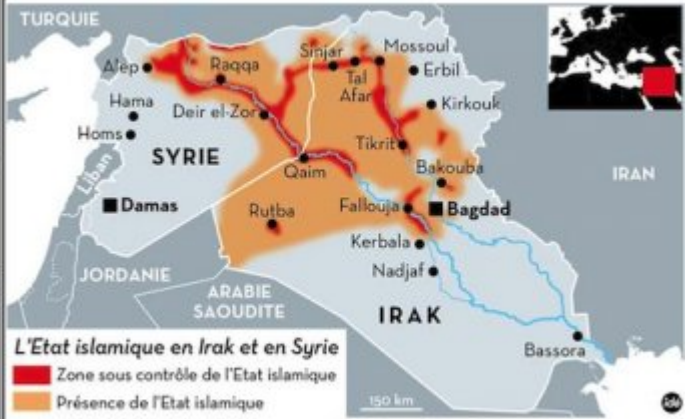 TURQUIE
Alep
Raqqa
Sinjar
Mossoul
Tal
Afar
Erbil
Hama
Deir el-Zor
Kirkouk
Homs
SYRIE
Tikrit
Qaim
Bakouba
IRAN
Liban
Damas
Rutba
Fallouja
Bagdad
Kerbala
JORDANIE
Nadjaf
ARABIE
SAOUDITE
IRAK
L'Etat islamique en Irak et en Syrie
Zone sous contrôle de l'Etat islamique
Présence de l'Etat islamique
150 km
Bassora
idé